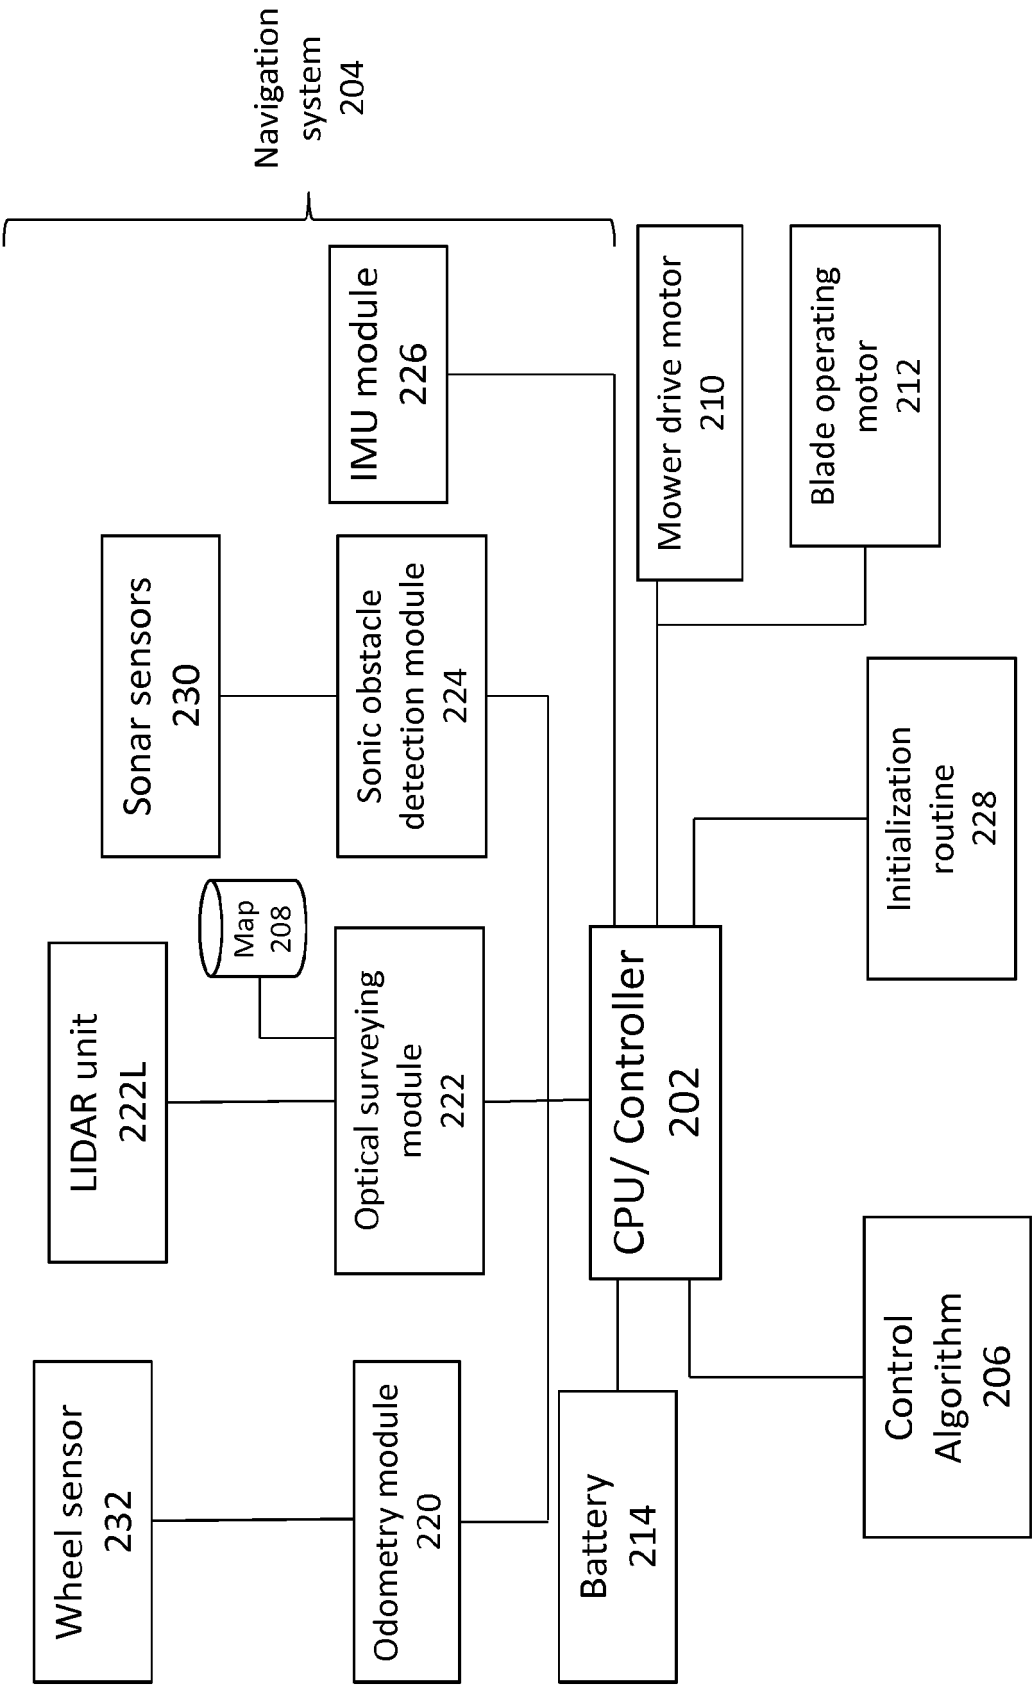 Wheel sensor
232
LIDAR unit
222L
Sonar sensors
230
Navigation
system
204
Map
208
Odometry module
220
Optical surveying
module
222
Sonic obstacle
detection module
224
IMU module
226
Battery
214
CPU/ Controller
202
Mower drive motor
210
Blade operating
motor
212
Control
Algorithm
206
Initialization
routine
228